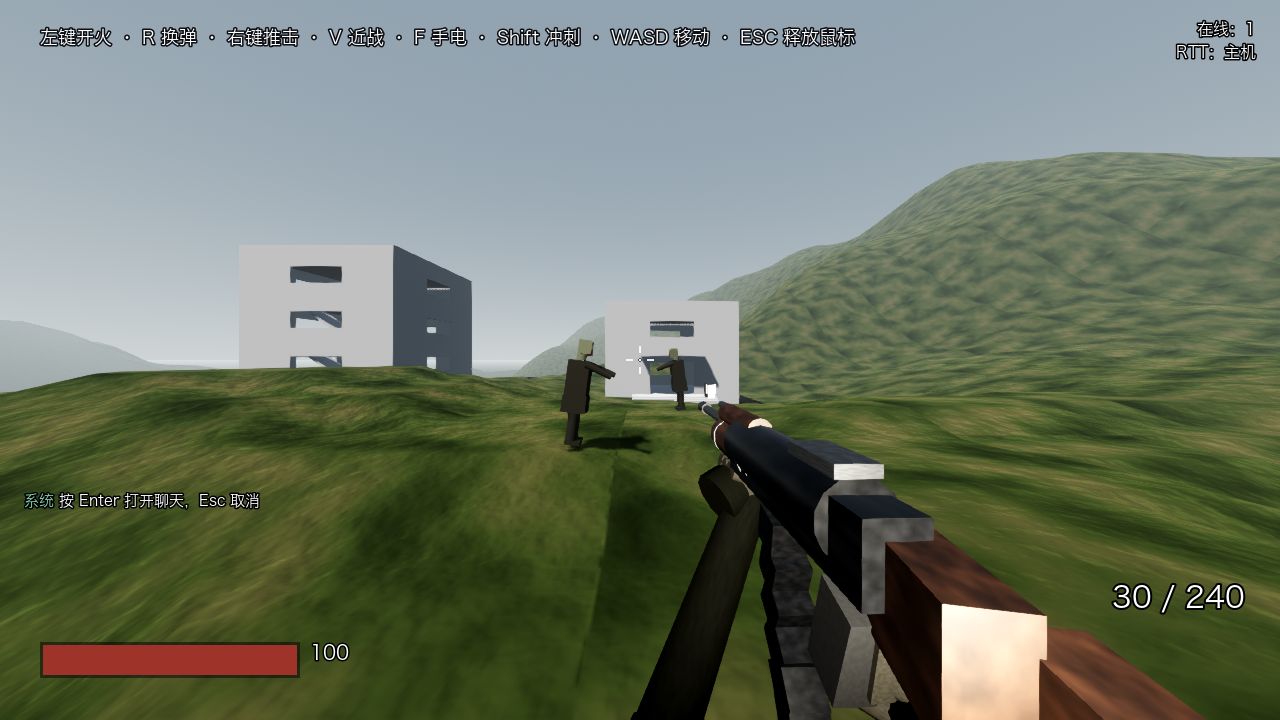 左键开火 · R 换弹 · 右键推击 · V 近战 · F 手电 · Shift 冲刺 · WASD 移动 · ESC 释放鼠标
在线: 1
RTT: 主机
系统 按 Enter 打开聊天, Esc 取消
30 / 240
100